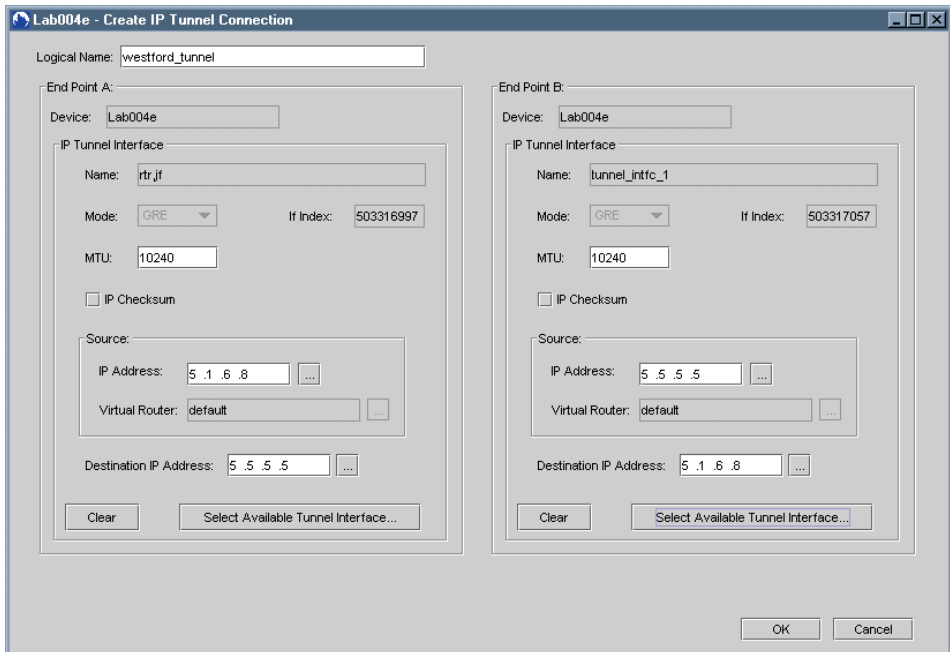 Lab004e - Create IP Tunnel Connection
Logical Name: westford_tunnel
End Point A:
Device: Lab004e
IP Tunnel Interface
Name: rtr.jf
Mode: GRE If Index: 503316997
MTU: 10240
IP Checksum
Source:
IP Address: 5 .1 .6 .8 ...
Virtual Router: default ...
Destination IP Address: 5 .5 .5 .5 ...
Clear Select Available Tunnel Interface...
End Point B:
Device: Lab004e
IP Tunnel Interface
Name: tunnel_intfc_1
Mode: GRE If Index: 503317057
MTU: 10240
IP Checksum
Source:
IP Address: 5 .5 .5 .5 ...
Virtual Router: default ...
Destination IP Address: 5 .1 .6 .8 ...
Clear Select Available Tunnel Interface...
OK Cancel